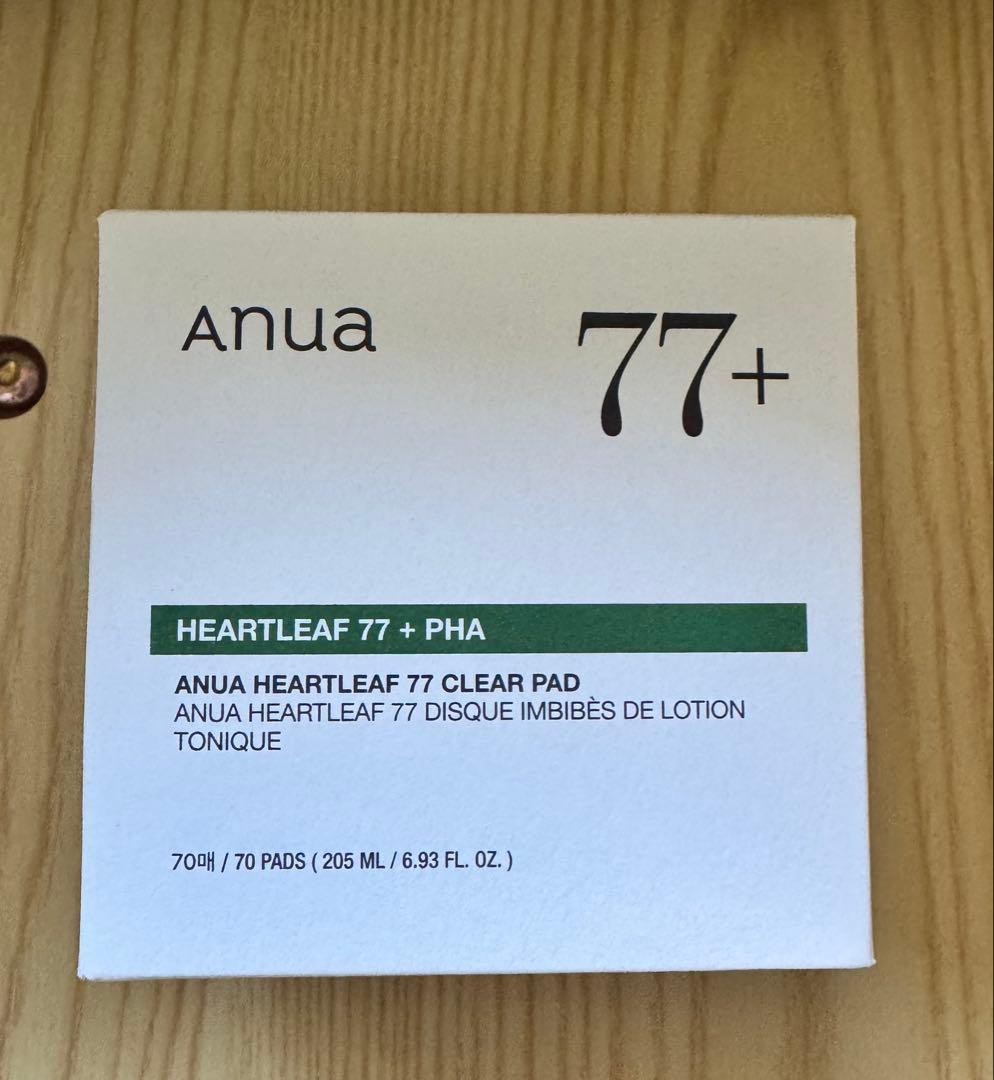 Anua
77+
HEARTLEAF 77 + PHA
ANUA HEARTLEAF 77 CLEAR PAD
ANUA HEARTLEAF 77 DISQUE IMBIBÈS DE LOTION
TONIQUE
70매 / 70 PADS ( 205 ML / 6.93 FL. OZ. )